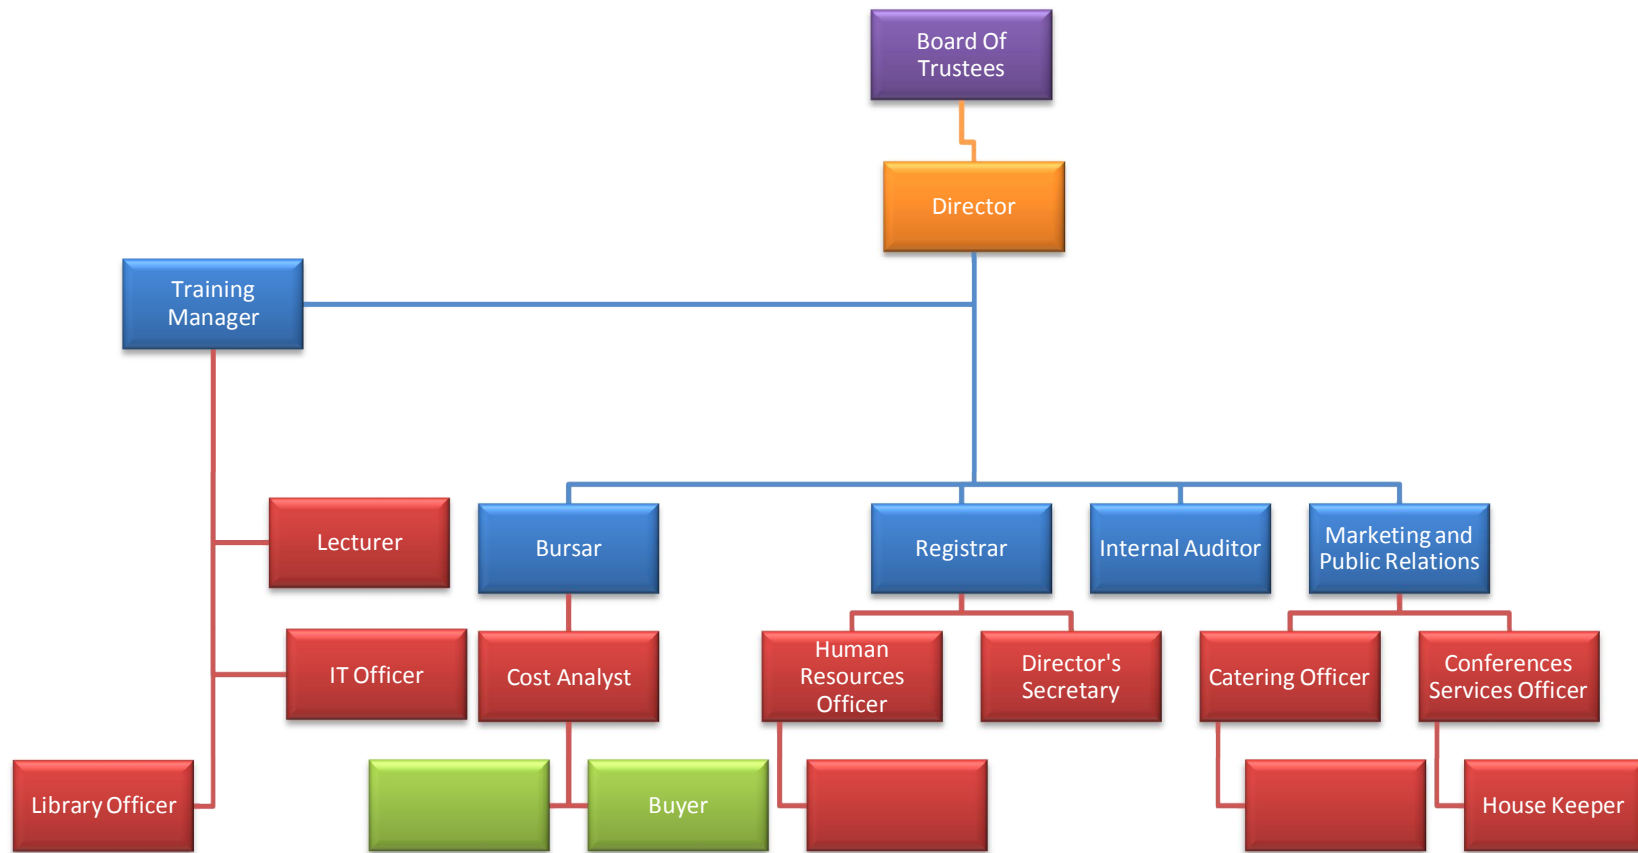 Board Of
Trustees
Director
Training
Manager
Lecturer
Bursar
Registrar
Internal Auditor
Marketing and
Public Relations
IT Officer
Cost Analyst
Human
Resources
Officer
Director's
Secretary
Catering Officer
Conferences
Services Officer
Library Officer
Buyer
House Keeper